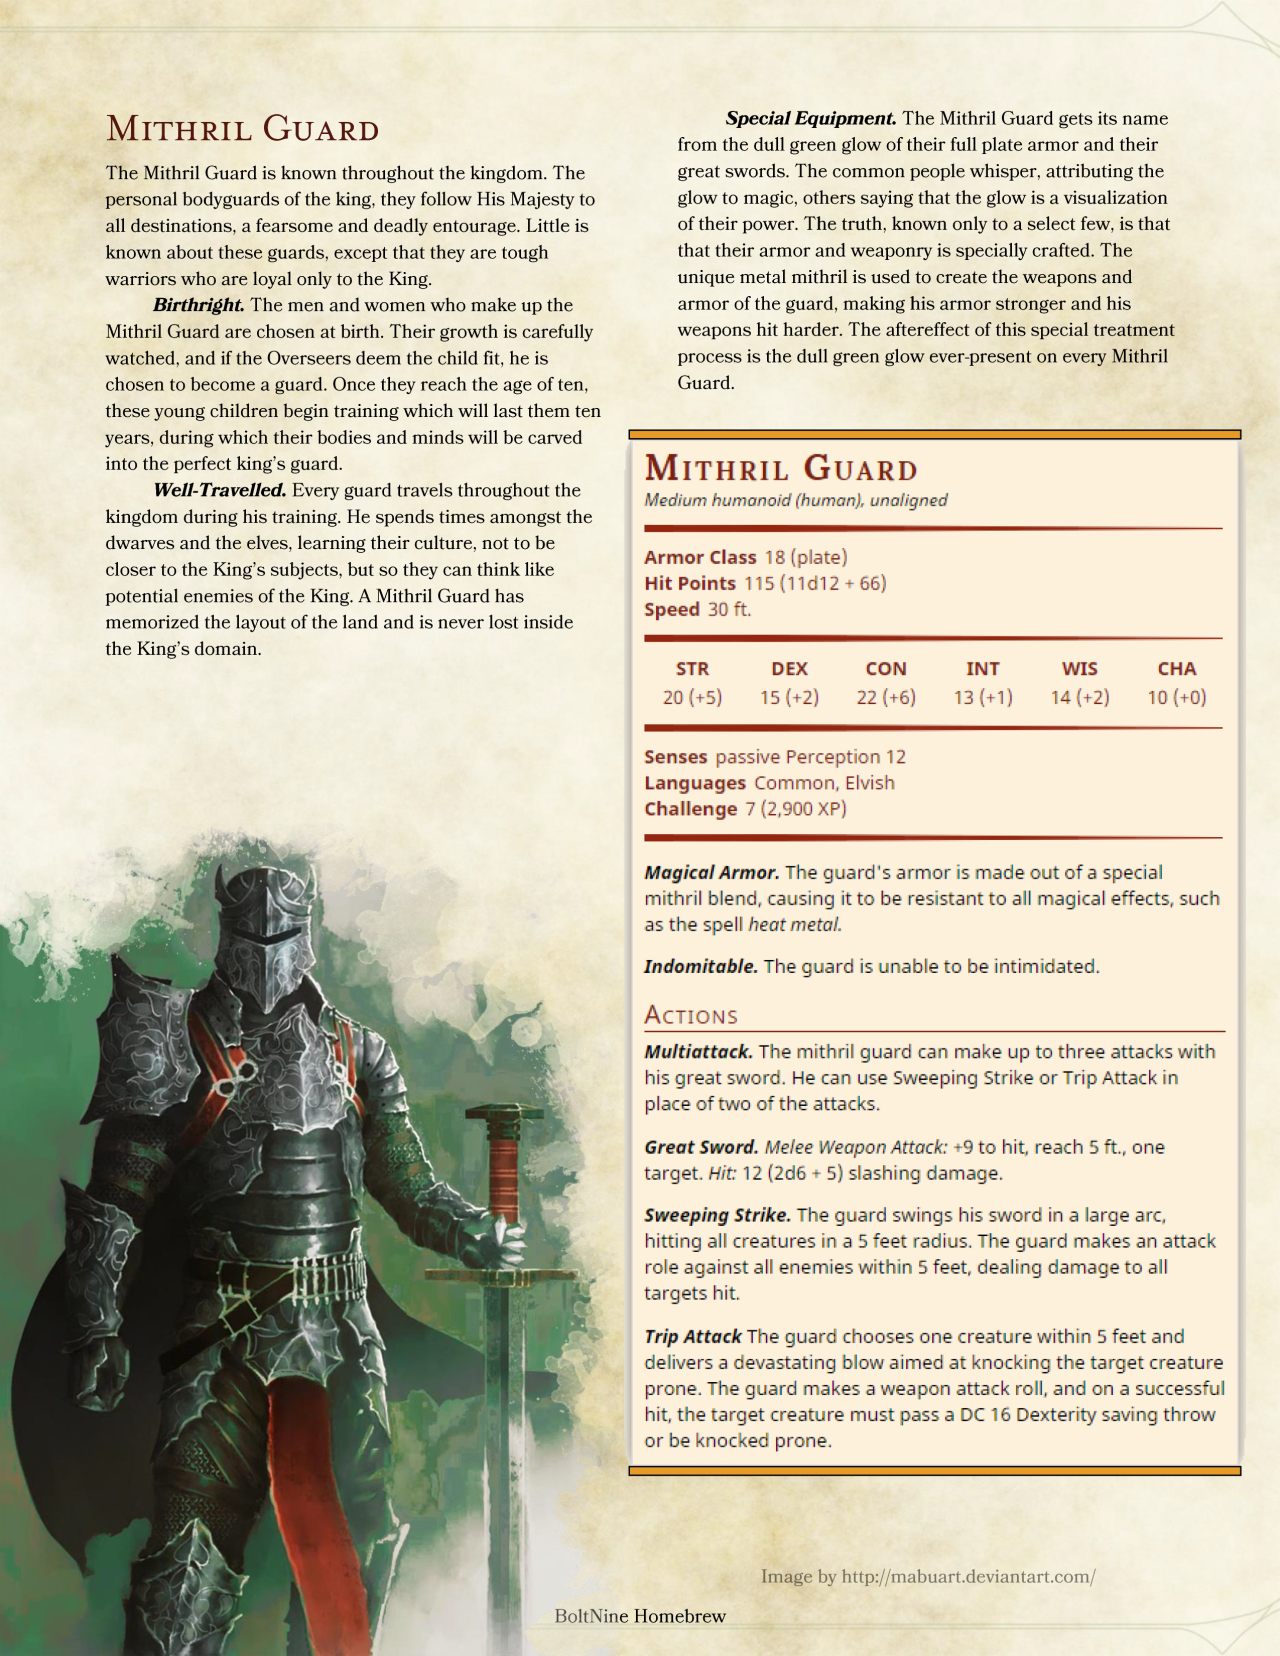 Mithril Guard
The Mithril Guard is known throughout the kingdom. The
personal bodyguards of the king, they follow His Majesty to
all destinations, a fearsome and deadly entourage. Little is
known about these guards, except that they are tough
warriors who are loyal only to the King.
Birthright. The men and women who make up the
Mithril Guard are chosen at birth. Their growth is carefully
watched, and if the Overseers deem the child fit, he is
chosen to become a guard. Once they reach the age of ten,
these young children begin training which will last them ten
years, during which their bodies and minds will be carved
into the perfect king's guard.
Well-Travelled. Every guard travels throughout the
kingdom during his training. He spends times amongst the
dwarves and the elves, learning their culture, not to be
closer to the King's subjects, but so they can think like
potential enemies of the King. A Mithril Guard has
memorized the layout of the land and is never lost inside
the King's domain.
Special Equipment. The Mithril Guard gets its name
from the dull green glow of their full plate armor and their
great swords. The common people whisper, attributing the
glow to magic, others saying that the glow is a visualization
of their power. The truth, known only to a select few, is that
that their armor and weaponry is specially crafted. The
unique metal mithril is used to create the weapons and
armor of the guard, making his armor stronger and his
weapons hit harder. The aftereffect of this special treatment
process is the dull green glow ever-present on every Mithril
Guard.
Mithril Guard
Medium humanoid (human), unaligned
Armor Class 18 (plate)
Hit Points 115 (11d12 + 66)
Speed 30 ft.
STR DEX CON INT WIS CHA
20 (+5) 15 (+2) 22 (+6) 13 (+1) 14 (+2) 10 (+0)
Senses passive Perception 12
Languages Common, Elvish
Challenge 7 (2,900 XP)
Magical Armor. The guard's armor is made out of a special
mithril blend, causing it to be resistant to all magical effects, such
as the spell heat metal.
Indomitable. The guard is unable to be intimidated.
Actions
Multiattack. The mithril guard can make up to three attacks with
his great sword. He can use Sweeping Strike or Trip Attack in
place of two of the attacks.
Great Sword. Melee Weapon Attack: +9 to hit, reach 5 ft., one
target. Hit: 12 (2d6 + 5) slashing damage.
Sweeping Strike. The guard swings his sword in a large arc,
hitting all creatures in a 5 feet radius. The guard makes an attack
role against all enemies within 5 feet, dealing damage to all
targets hit.
Trip Attack The guard chooses one creature within 5 feet and
delivers a devastating blow aimed at knocking the target creature
prone. The guard makes a weapon attack roll, and on a successful
hit, the target creature must pass a DC 16 Dexterity saving throw
or be knocked prone.
Image by http://mabuart.deviantart.com/
BoltNine Homebrew